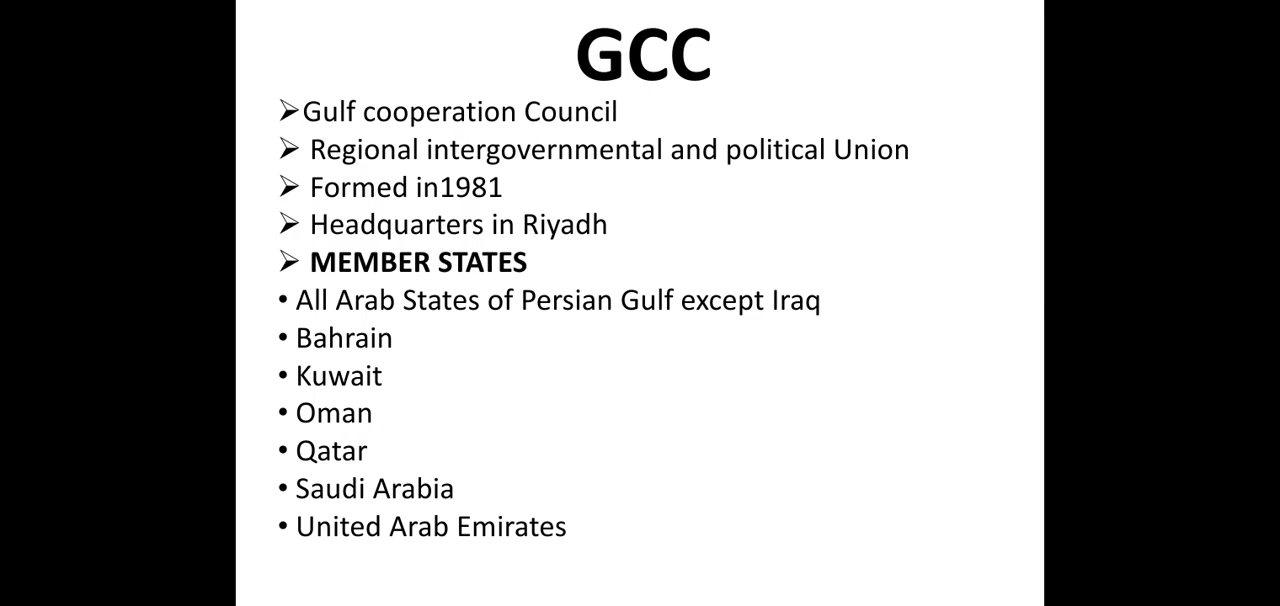 GCC
➢Gulf cooperation Council
➢ Regional intergovernmental and political Union
➢ Formed in1981
➢ Headquarters in Riyadh
➢ MEMBER STATES
• All Arab States of Persian Gulf except Iraq
• Bahrain
• Kuwait
• Oman
• Qatar
• Saudi Arabia
• United Arab Emirates